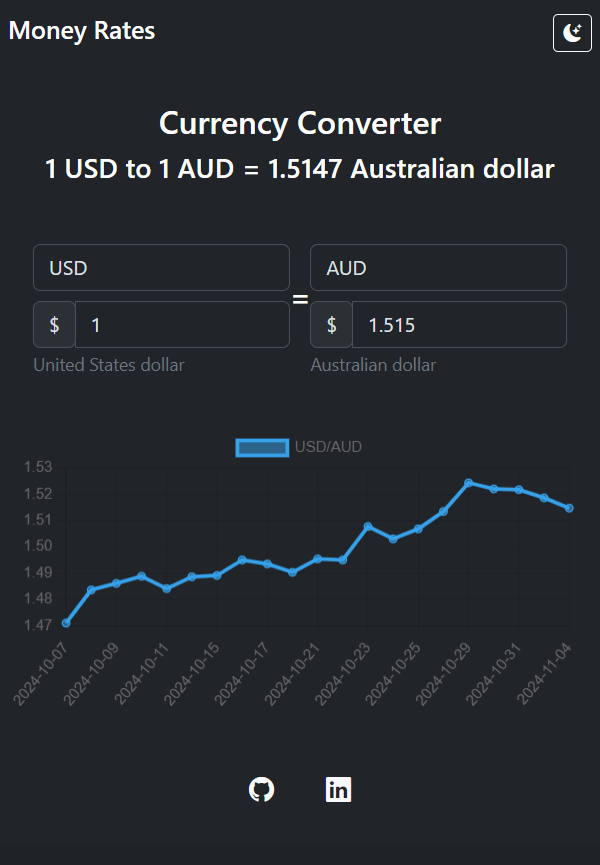 Money Rates
Currency Converter
1 USD to 1 AUD = 1.5147 Australian dollar
USD
AUD
$ 1
=
$ 1.515
United States dollar
Australian dollar
USD/AUD
1.53
1.52
1.51
1.50
1.49
1.48
1.47
2024-10-07
2024-10-09
2024-10-11
2024-10-15
2024-10-17
2024-10-21
2024-10-23
2024-10-25
2024-10-29
2024-10-31
2024-11-04
in